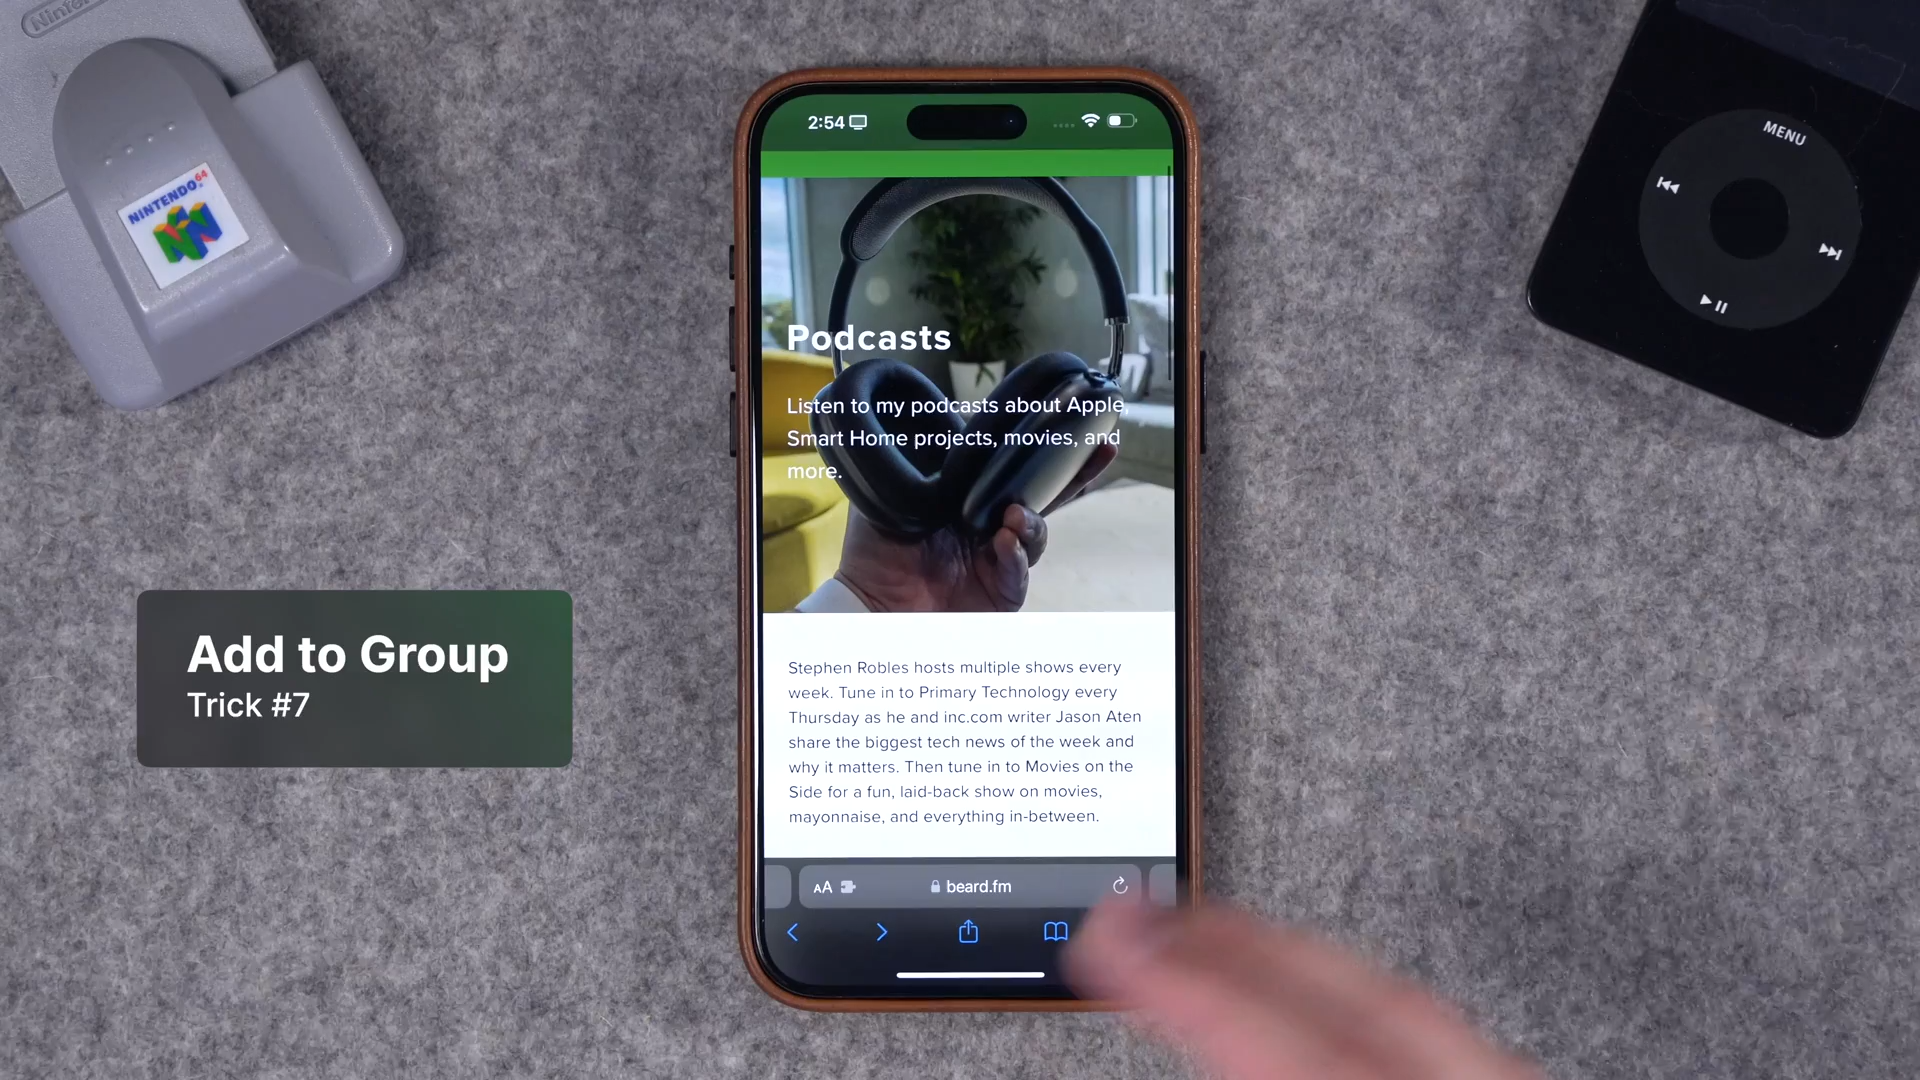 Nintendo
NINTENDO 64
2:54
MENU
Podcasts
Listen to my podcasts about Apple,
Smart Home projects, movies, and
more.
Add to Group
Trick #7
Stephen Robles hosts multiple shows every
week. Tune in to Primary Technology every
Thursday as he and inc.com writer Jason Aten
share the biggest tech news of the week and
why it matters. Then tune in to Movies on the
Side for a fun, laid-back show on movies,
mayonnaise, and everything in-between.
AA
beard.fm